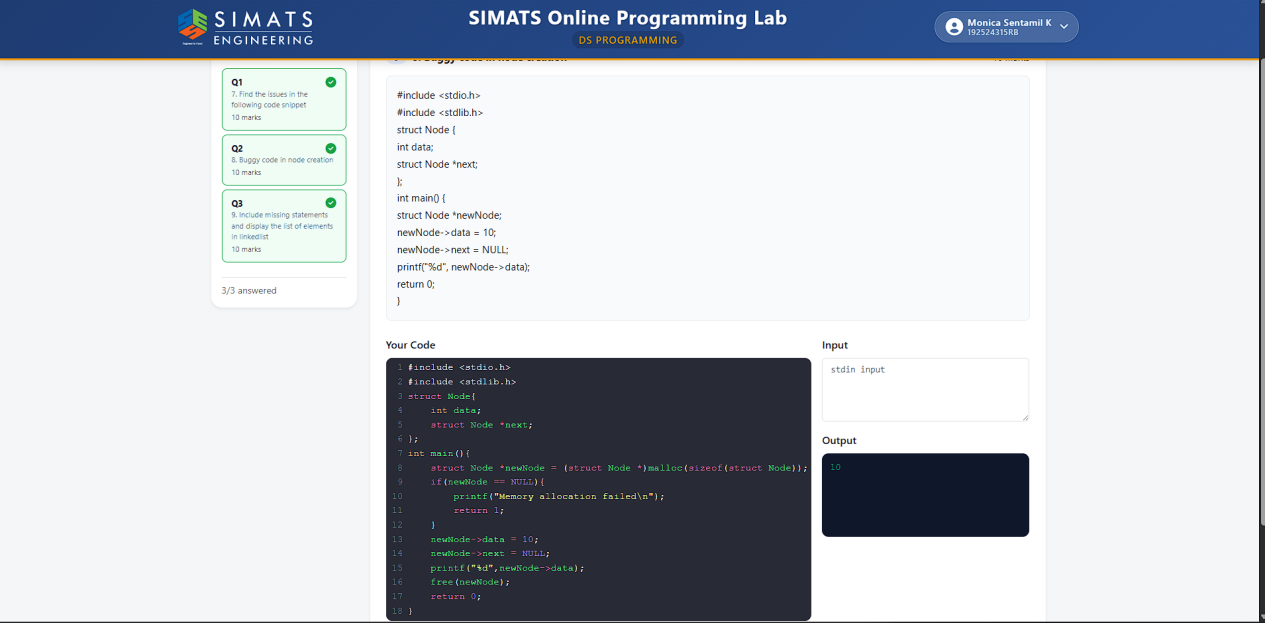 SIMATS
ENGINEERING
SIMATS Online Programming Lab
DS PROGRAMMING
Monica Sentamil K
192524315RB
Q1
7. Find the issues in the
following code snippet
10 marks
Q2
8. Buggy code in node creation
10 marks
Q3
9. Include missing statements
and display the list of elements
in linkedlist
10 marks
3/3 answered
#include <stdio.h>
#include <stdlib.h>
struct Node {
int data;
struct Node *next;
};
int main() {
struct Node *newNode;
newNode->data = 10;
newNode->next = NULL;
printf("%d", newNode->data);
return 0;
}
Your Code
1 #include <stdio.h>
2 #include <stdlib.h>
3 struct Node{
4 int data;
5 struct Node *next;
6 };
7 int main(){
8 struct Node *newNode = (struct Node *)malloc(sizeof(struct Node));
9 if(newNode == NULL){
10 printf("Memory allocation failed\n");
11 return 1;
12 }
13 newNode->data = 10;
14 newNode->next = NULL;
15 printf("%d",newNode->data);
16 free(newNode);
17 return 0;
18 }
Input
stdin input
Output
10